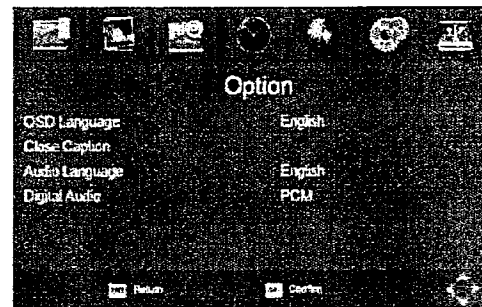 Option
OSD Language English
Close Caption
Audio Language English
Digital Audio PCM
Return Confirm